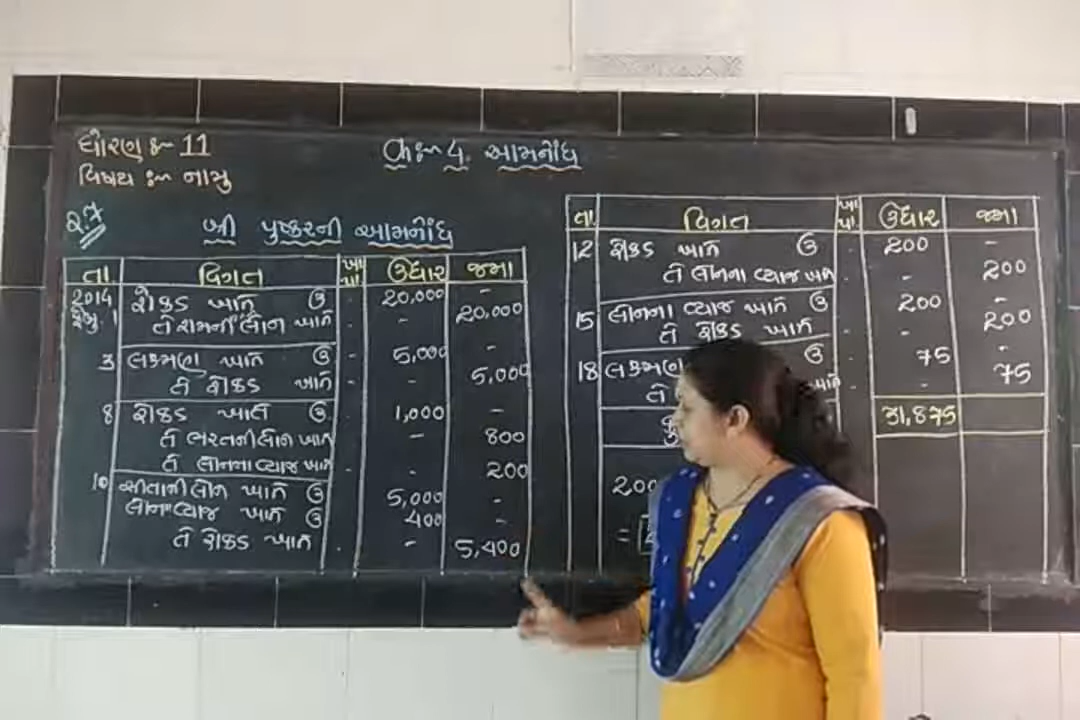 ધોરણ :- 11
વિષય :- નામુ
Ch :- 4. આમનોંધ
શ્રી પુષ્કરની આમનોંધ
તા વિગત ખા પા. ઉધાર જમા
2014 રોકડ ખાતે ઉ 20,000 -
1 તે રામની લોન ખાતે - 20,000
3 લક્ષ્મણ ખાતે ઉ 5,000 -
તે રોકડ ખાતે - 5,000
8 રોકડ ખાતે ઉ 1,000 -
તે ભરતની લોન ખાતે - 800
તે લોનના વ્યાજ ખાતે - 200
10 સીતાની લોન ખાતે ઉ 5,000 -
લોનના વ્યાજ ખાતે ઉ 400 -
તે રોકડ ખાતે - 5,400
તા વિગત ખા પા. ઉધાર જમા
12 રોકડ ખાતે ઉ 200 -
તે લોનના વ્યાજ ખાતે - 200
15 લોનના વ્યાજ ખાતે ઉ 200 -
તે રોકડ ખાતે - 200
18 લક્ષ્મણ ઉ 75 -
તે ખાતે - 75
31,875
200
=